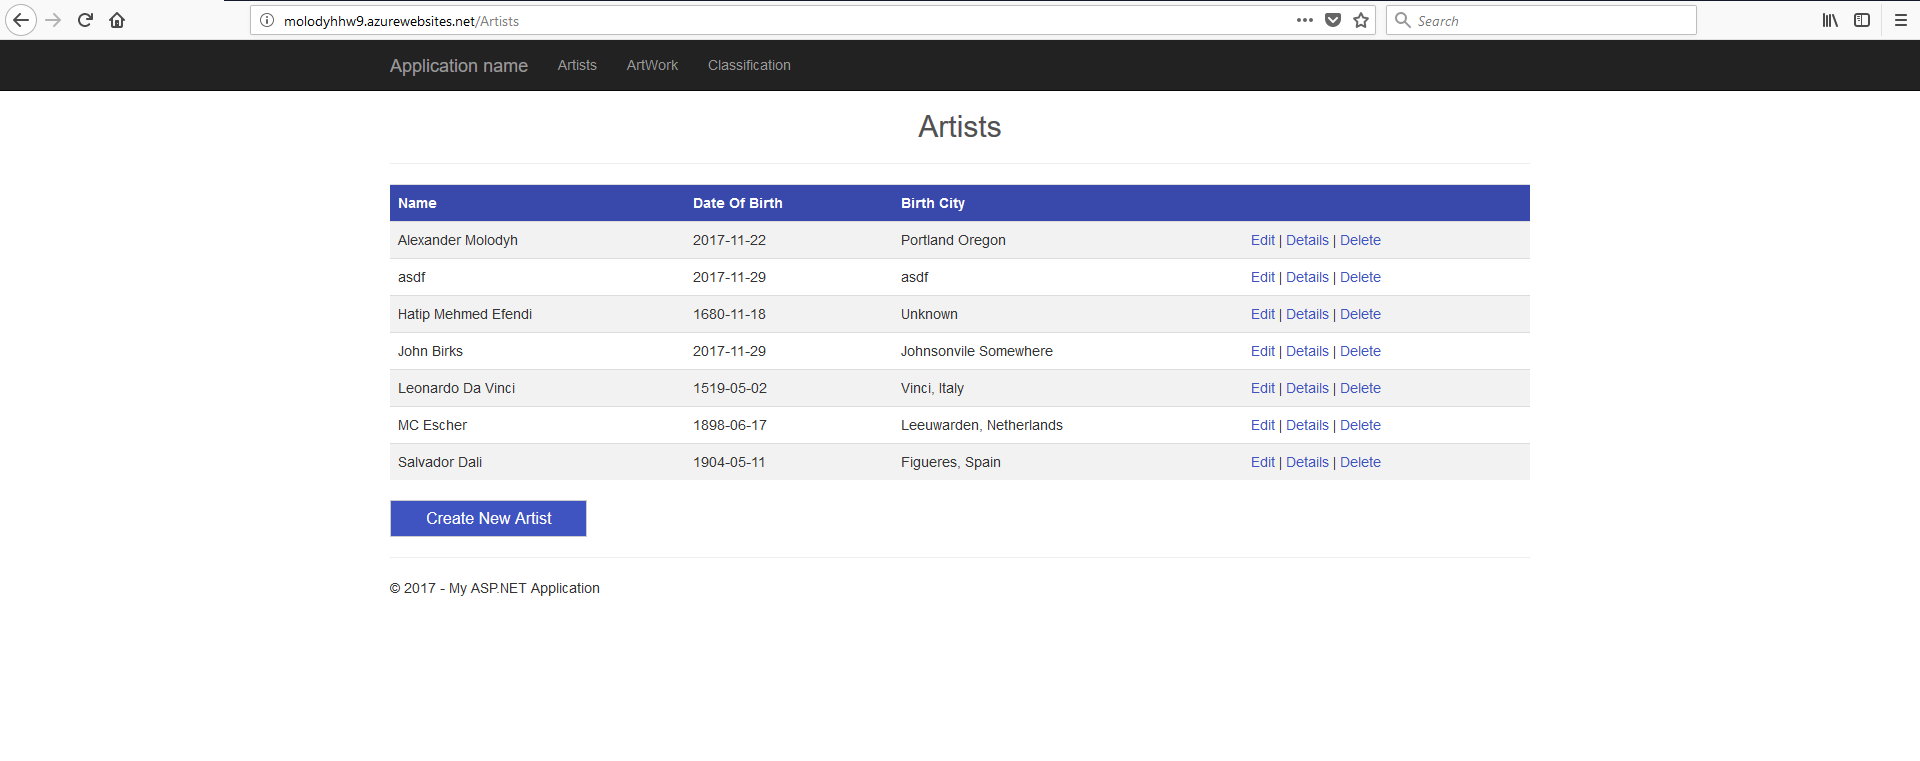 molodyhhw9.azurewebsites.net/Artists Search
Application name Artists ArtWork Classification
Artists
Name Date Of Birth Birth City
Alexander Molodyh 2017-11-22 Portland Oregon Edit | Details | Delete
asdf 2017-11-29 asdf Edit | Details | Delete
Hatip Mehmed Efendi 1680-11-18 Unknown Edit | Details | Delete
John Birks 2017-11-29 Johnsonvile Somewhere Edit | Details | Delete
Leonardo Da Vinci 1519-05-02 Vinci, Italy Edit | Details | Delete
MC Escher 1898-06-17 Leeuwarden, Netherlands Edit | Details | Delete
Salvador Dali 1904-05-11 Figueres, Spain Edit | Details | Delete
Create New Artist
© 2017 - My ASP.NET Application